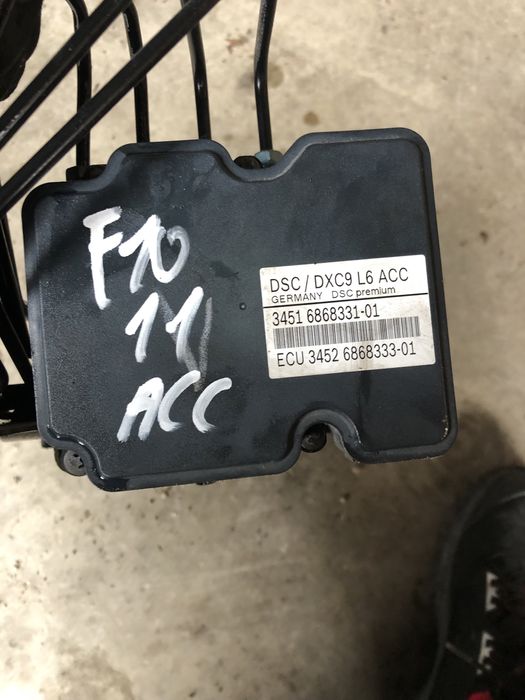 F10
11
ACC
DSC / DXC9 L6 ACC
GERMANY DSC premium
3451 6868331-01
ECU 3452 6868333-01